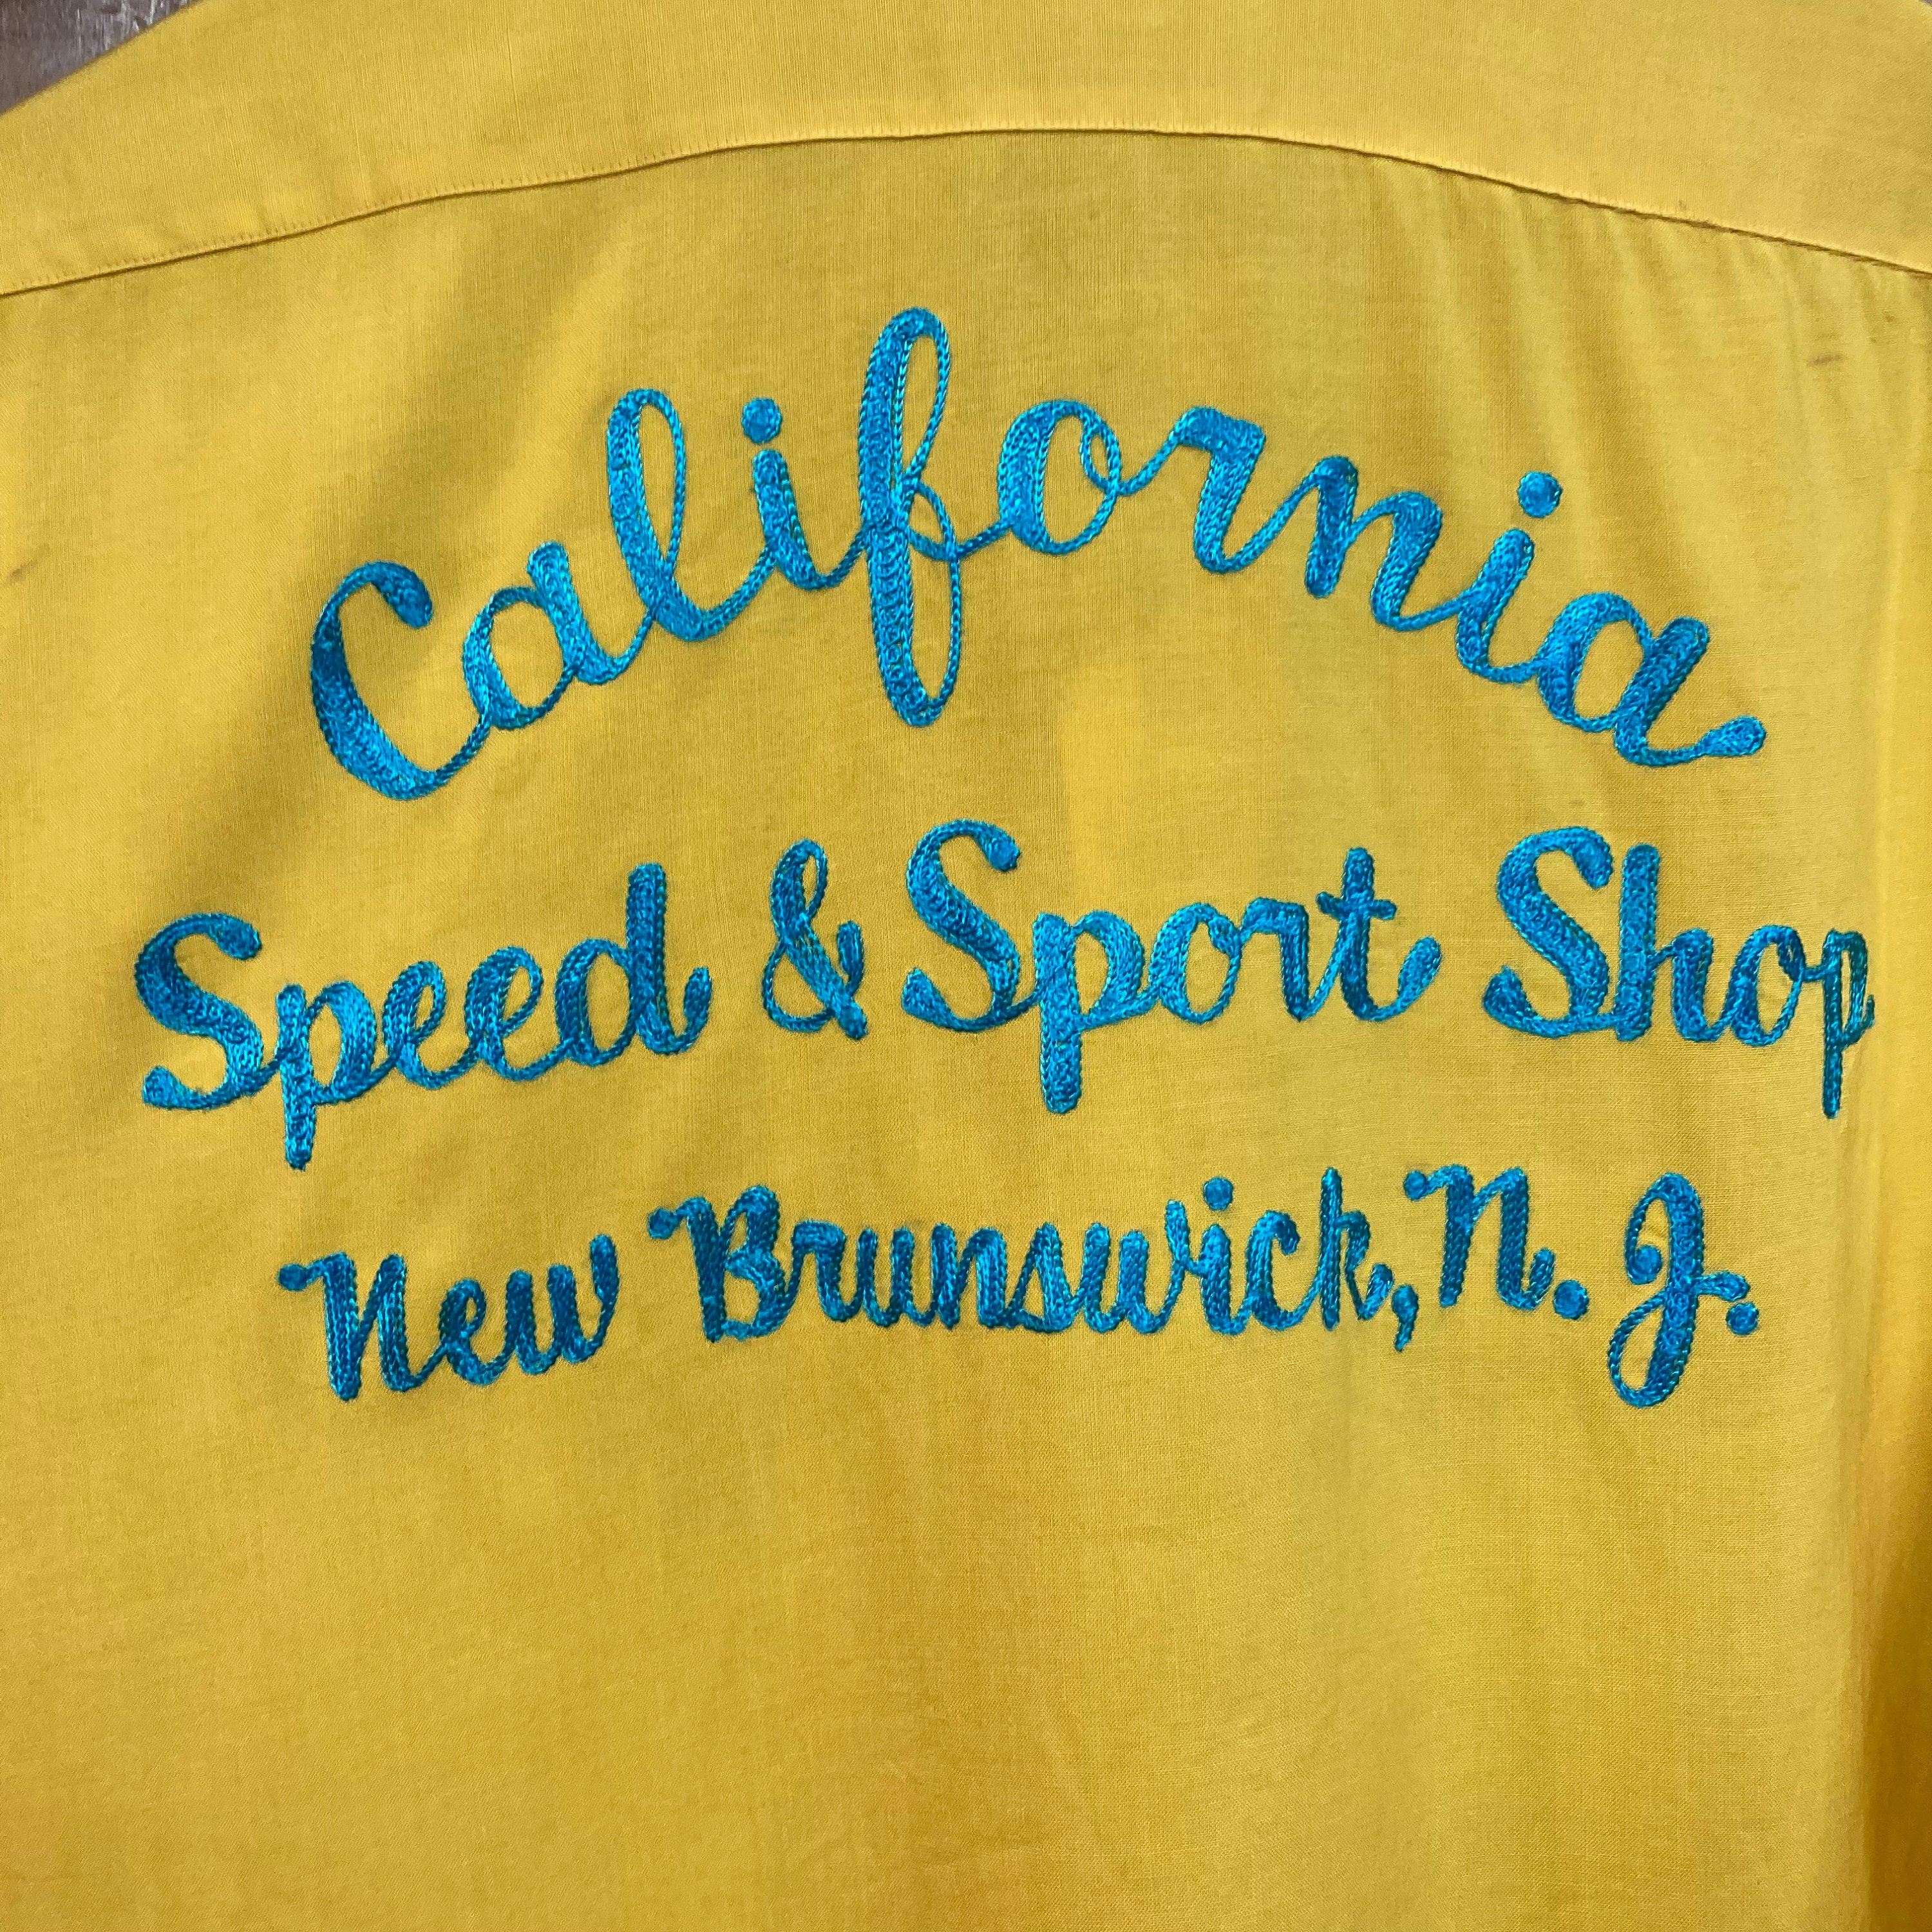 California
Speed & Sport Shop
New Brunswick, N. J.